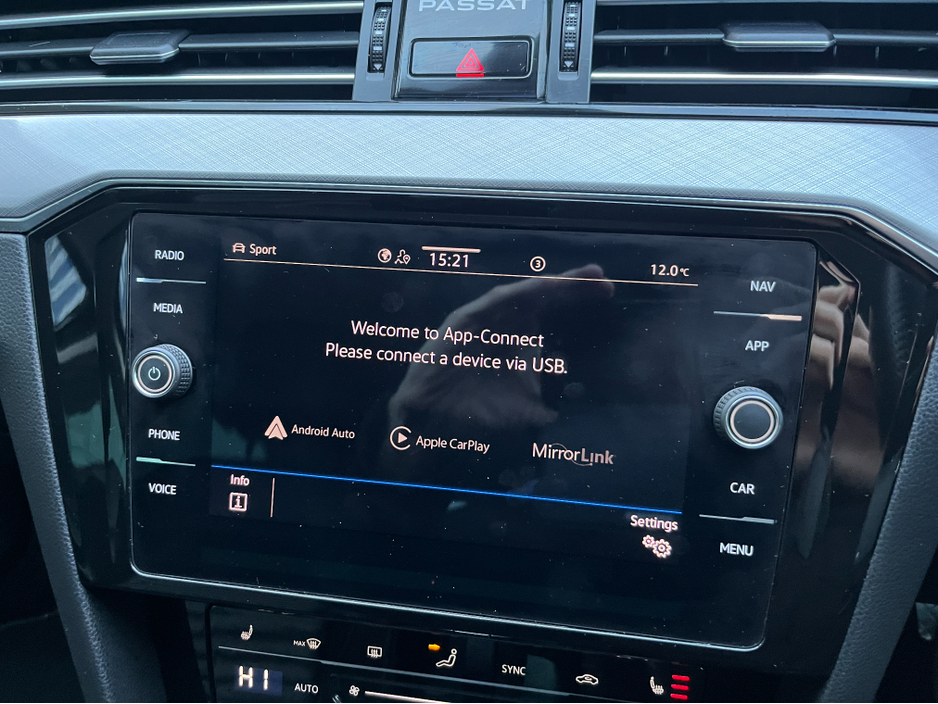 PASSAT
RADIO
MEDIA
PHONE
VOICE
Sport
15:21
3
12.0°C
Welcome to App-Connect
Please connect a device via USB.
Android Auto
Apple CarPlay
MirrorLink
Info
i
Settings
NAV
APP
CAR
MENU
MAX
SYNC
HI
AUTO